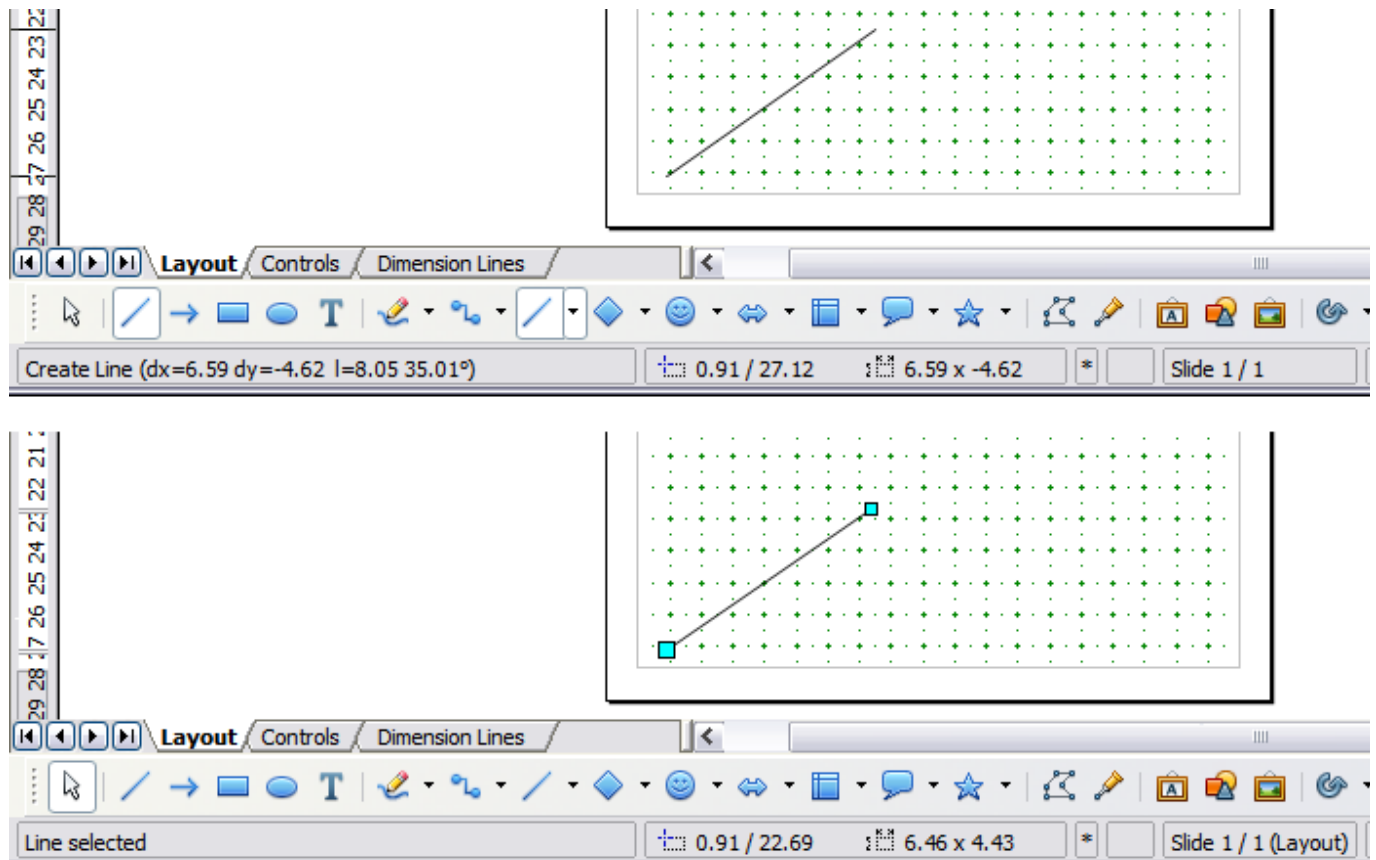 22
23
24
25
26
27
28
29
Layout Controls Dimension Lines
T A
Create Line (dx=6.59 dy=-4.62 l=8.05 35.01º) 0.91 / 27.12 6.59 x -4.62 * Slide 1 / 1
21
22
23
24
25
26
27
28
29
Layout Controls Dimension Lines
T A
Line selected 0.91 / 22.69 6.46 x 4.43 * Slide 1 / 1 (Layout)